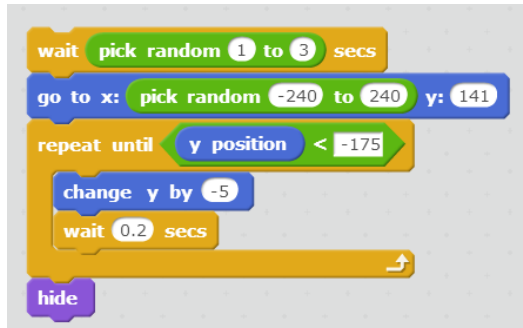 wait pick random 1 to 3 secs
go to x: pick random -240 to 240 y: 141
repeat until y position < -175
change y by -5
wait 0.2 secs
hide